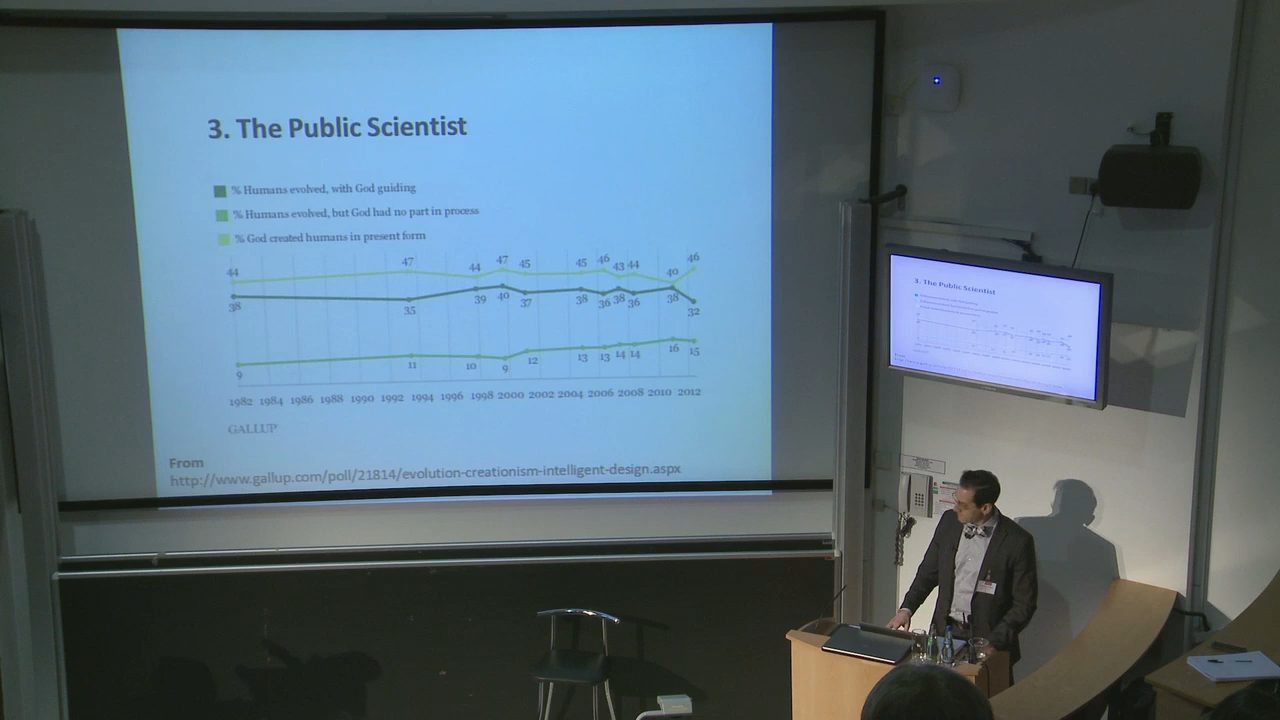 3. The Public Scientist
% Humans evolved, with God guiding
% Humans evolved, but God had no part in process
% God created humans in present form
44 47 44 47 45 45 46 43 44 40 46
38 35 39 40 37 38 36 38 36 38 32
9 11 10 9 12 13 13 14 14 16 15
1982 1984 1986 1988 1990 1992 1994 1996 1998 2000 2002 2004 2006 2008 2010 2012
GALLUP
From
http://www.gallup.com/poll/21814/evolution-creationism-intelligent-design.aspx
3. The Public Scientist